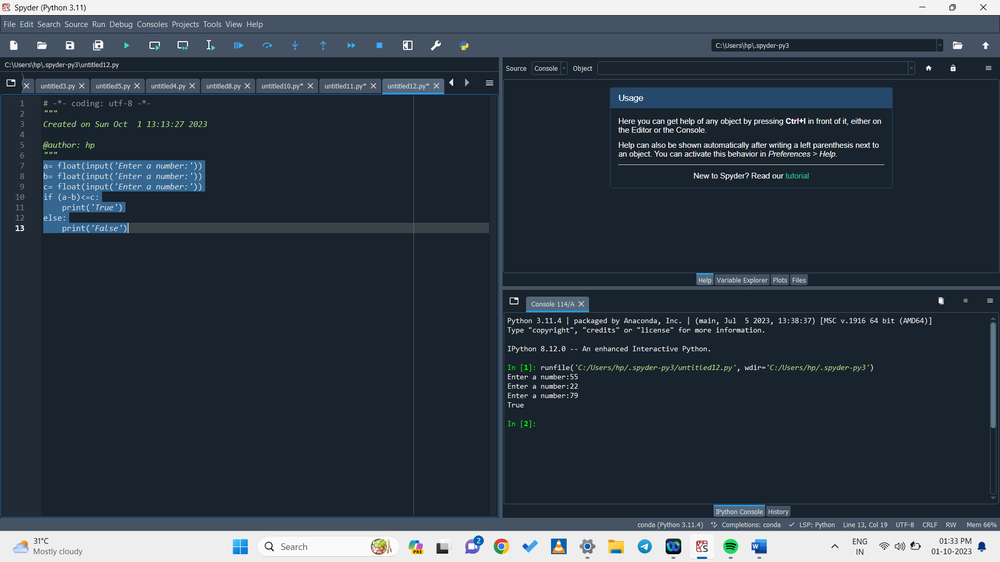 Spyder (Python 3.11)
File Edit Search Source Run Debug Consoles Projects Tools View Help
C:\Users\hp\.spyder-py3
C:\Users\hp\.spyder-py3\untitled12.py
untitled3.py untitled5.py untitled4.py untitled8.py untitled10.py* untitled11.py* untitled12.py*
1 # -*- coding: utf-8 -*-
2 """
3 Created on Sun Oct  1 13:13:27 2023
4
5 @author: hp
6 """
7 a= float(input('Enter a number:'))
8 b= float(input('Enter a number:'))
9 c= float(input('Enter a number:'))
10 if (a-b)<=c:
11     print('True')
12 else:
13     print('False')
Source Console Object
Usage
Here you can get help of any object by pressing Ctrl+I in front of it, either on
the Editor or the Console.
Help can also be shown automatically after writing a left parenthesis next to
an object. You can activate this behavior in Preferences > Help.
New to Spyder? Read our tutorial
Help Variable Explorer Plots Files
Console 114/A
Python 3.11.4 | packaged by Anaconda, Inc. | (main, Jul  5 2023, 13:38:37) [MSC v.1916 64 bit (AMD64)]
Type "copyright", "credits" or "license" for more information.
IPython 8.12.0 -- An enhanced Interactive Python.
In [1]: runfile('C:/Users/hp/.spyder-py3/untitled12.py', wdir='C:/Users/hp/.spyder-py3')
Enter a number:55
Enter a number:22
Enter a number:79
True
In [2]:
IPython Console History
conda (Python 3.11.4) Completions: conda LSP: Python Line 13, Col 19 UTF-8 CRLF RW Mem 66%
31°C
Mostly cloudy
Search
PRE
2
ENG
IN
01:33 PM
01-10-2023